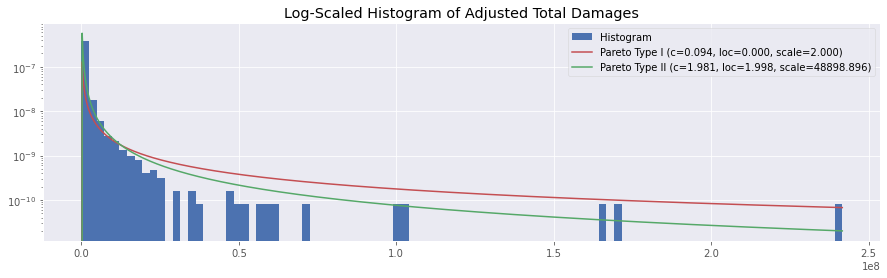 Log-Scaled Histogram of Adjusted Total Damages
Histogram
Pareto Type I (c=0.094, loc=0.000, scale=2.000)
Pareto Type II (c=1.981, loc=1.998, scale=48898.896)
10⁻⁷
10⁻⁸
10⁻⁹
10⁻¹⁰
0.0 0.5 1.0 1.5 2.0 2.5
1e8